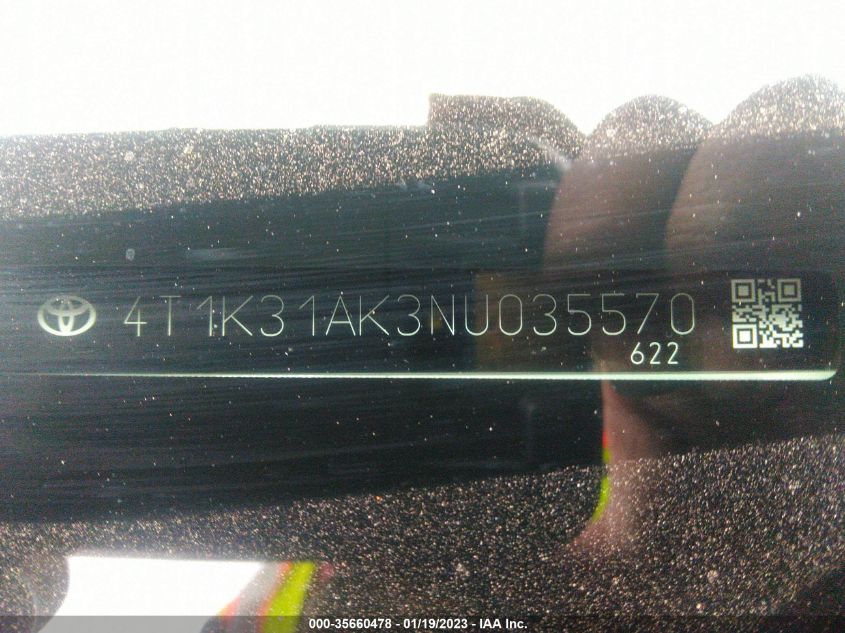 4T1K31AK3NU035570
622
000-35660478 - 01/19/2023 - IAA Inc.